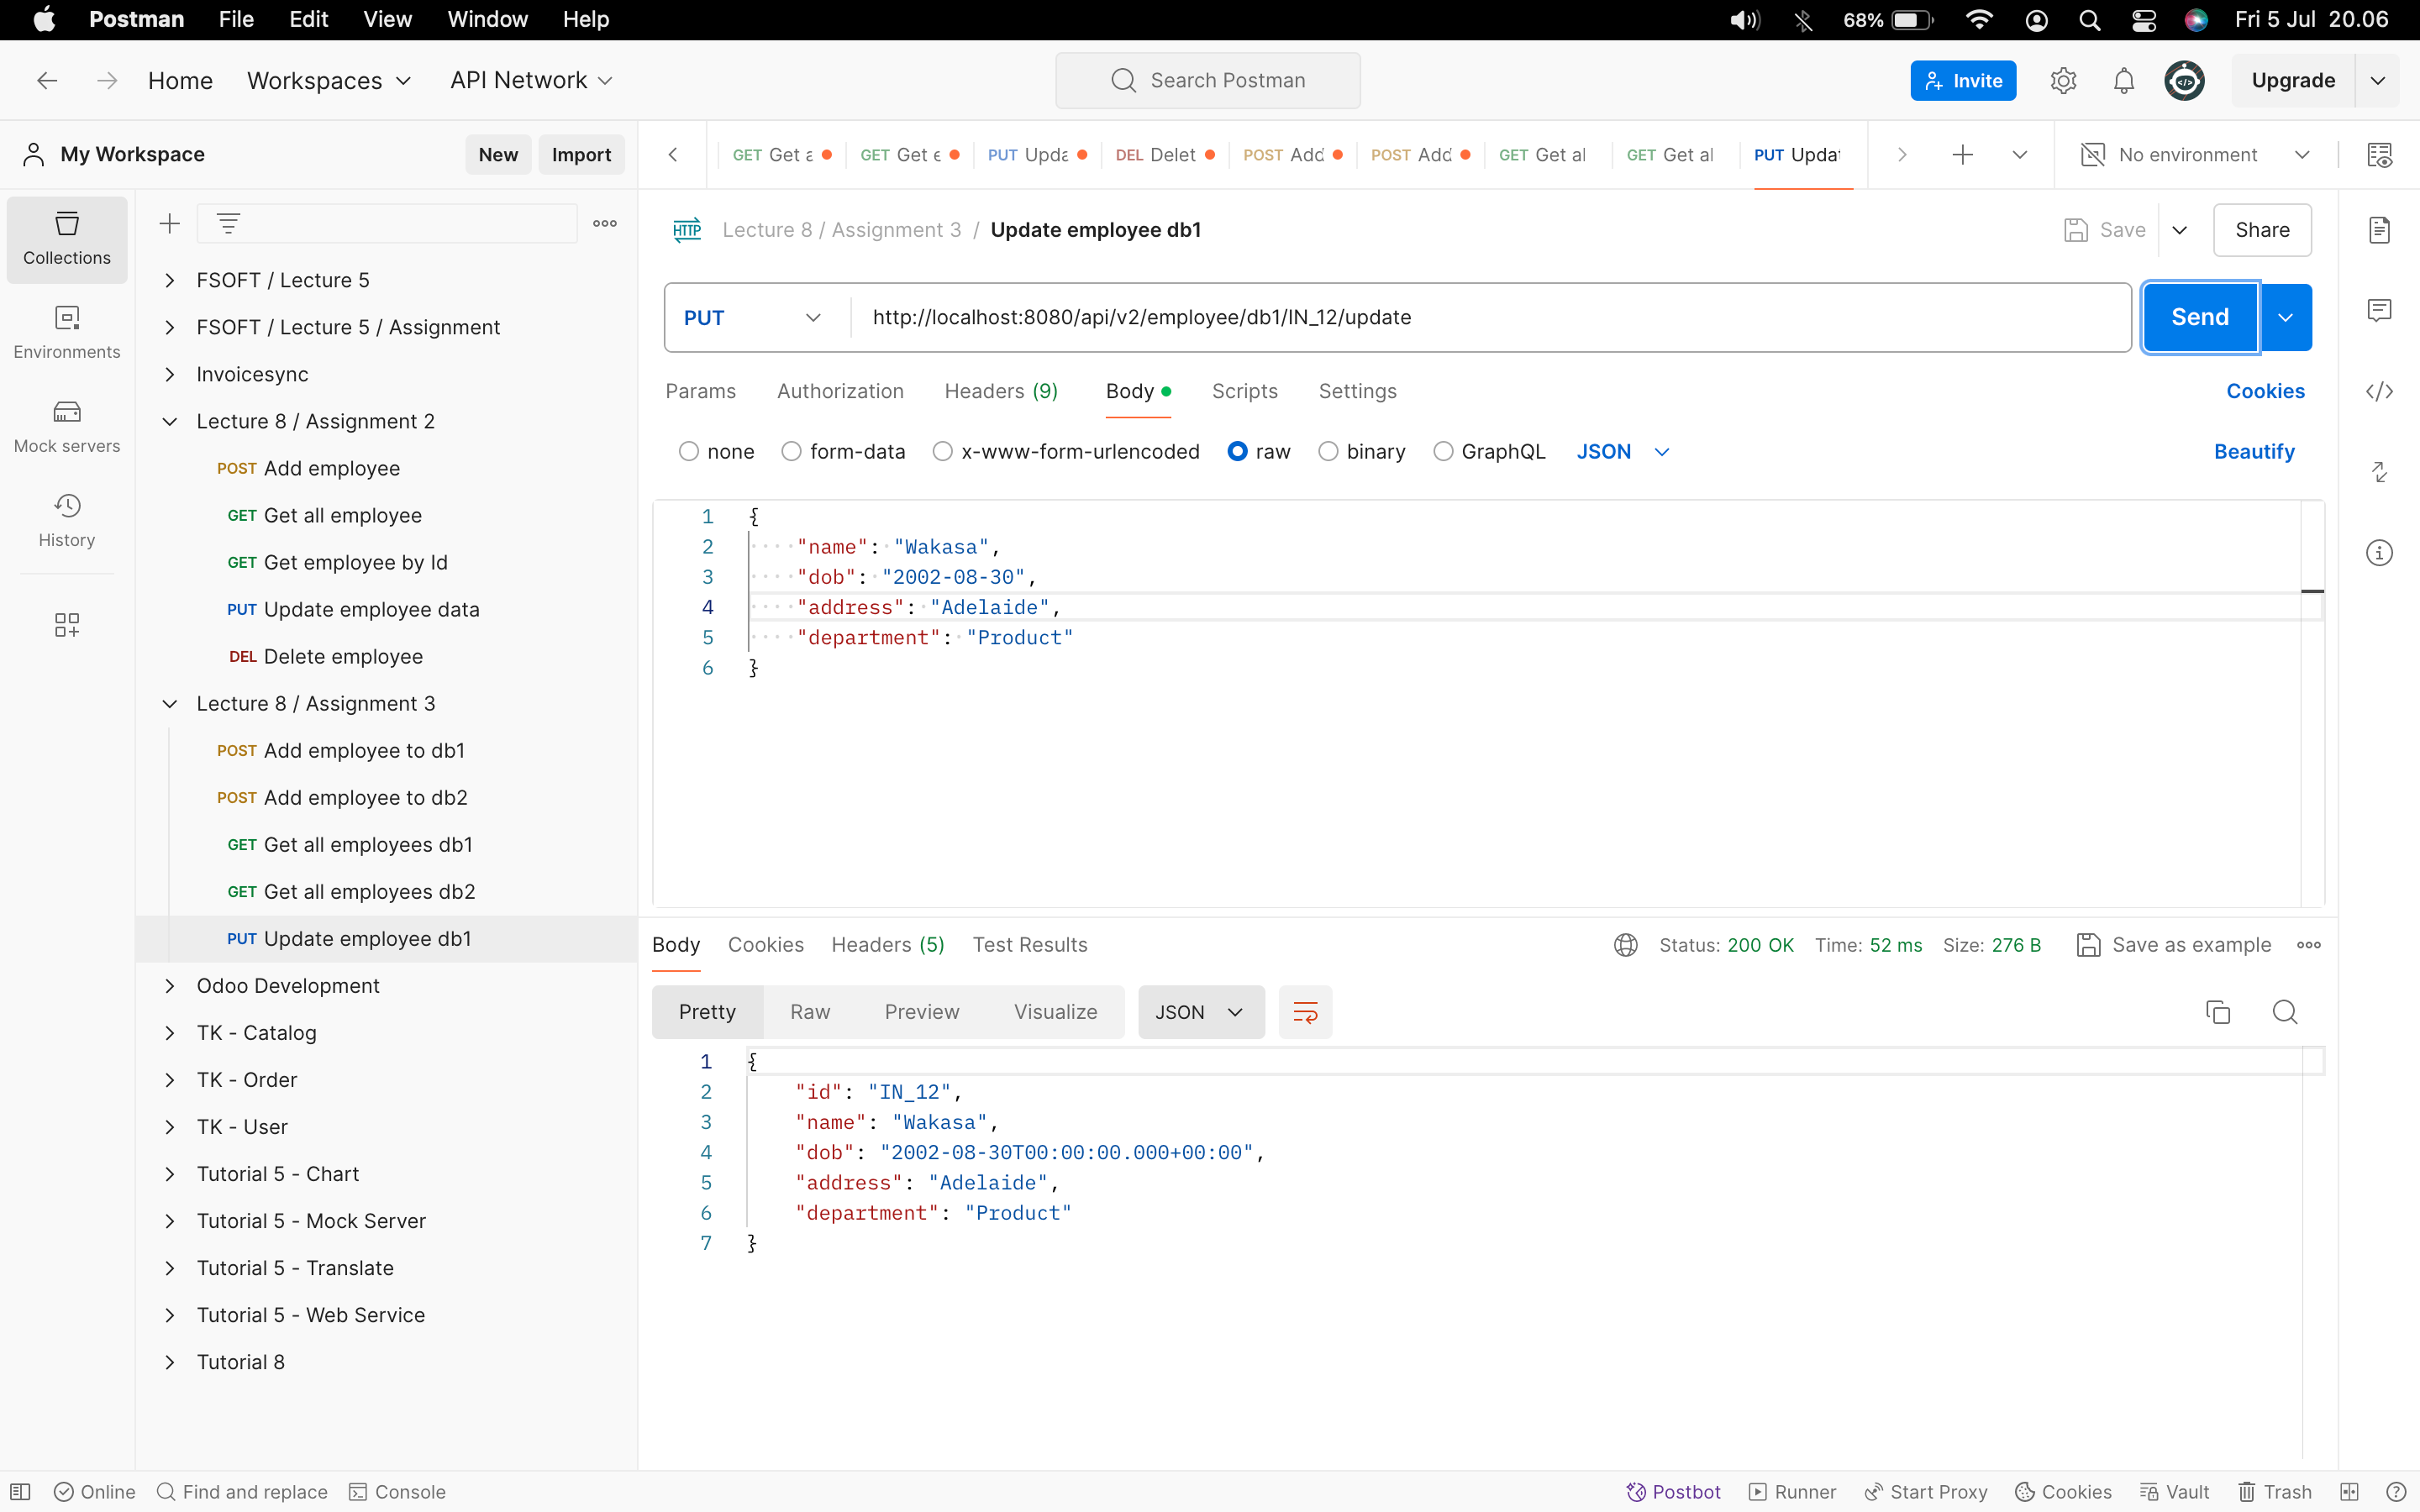 Postman File Edit View Window Help 68% Fri 5 Jul 20.06
Home Workspaces API Network Search Postman Invite Upgrade
My Workspace New Import
GET Get a GET Get e PUT Upda DEL Delet POST Add POST Add GET Get al GET Get al PUT Updat No environment
Collections
Environments
Mock servers
History
FSOFT / Lecture 5
FSOFT / Lecture 5 / Assignment
Invoicesync
Lecture 8 / Assignment 2
POST Add employee
GET Get all employee
GET Get employee by Id
PUT Update employee data
DEL Delete employee
Lecture 8 / Assignment 3
POST Add employee to db1
POST Add employee to db2
GET Get all employees db1
GET Get all employees db2
PUT Update employee db1
Odoo Development
TK - Catalog
TK - Order
TK - User
Tutorial 5 - Chart
Tutorial 5 - Mock Server
Tutorial 5 - Translate
Tutorial 5 - Web Service
Tutorial 8
HTTP Lecture 8 / Assignment 3 / Update employee db1 Save Share
PUT http://localhost:8080/api/v2/employee/db1/IN_12/update Send
Params Authorization Headers (9) Body Scripts Settings Cookies
none form-data x-www-form-urlencoded raw binary GraphQL JSON Beautify
1 {
2 "name": "Wakasa",
3 "dob": "2002-08-30",
4 "address": "Adelaide",
5 "department": "Product"
6 }
Body Cookies Headers (5) Test Results Status: 200 OK Time: 52 ms Size: 276 B Save as example
Pretty Raw Preview Visualize JSON
1 {
2 "id": "IN_12",
3 "name": "Wakasa",
4 "dob": "2002-08-30T00:00:00.000+00:00",
5 "address": "Adelaide",
6 "department": "Product"
7 }
Online Find and replace Console Postbot Runner Start Proxy Cookies Vault Trash